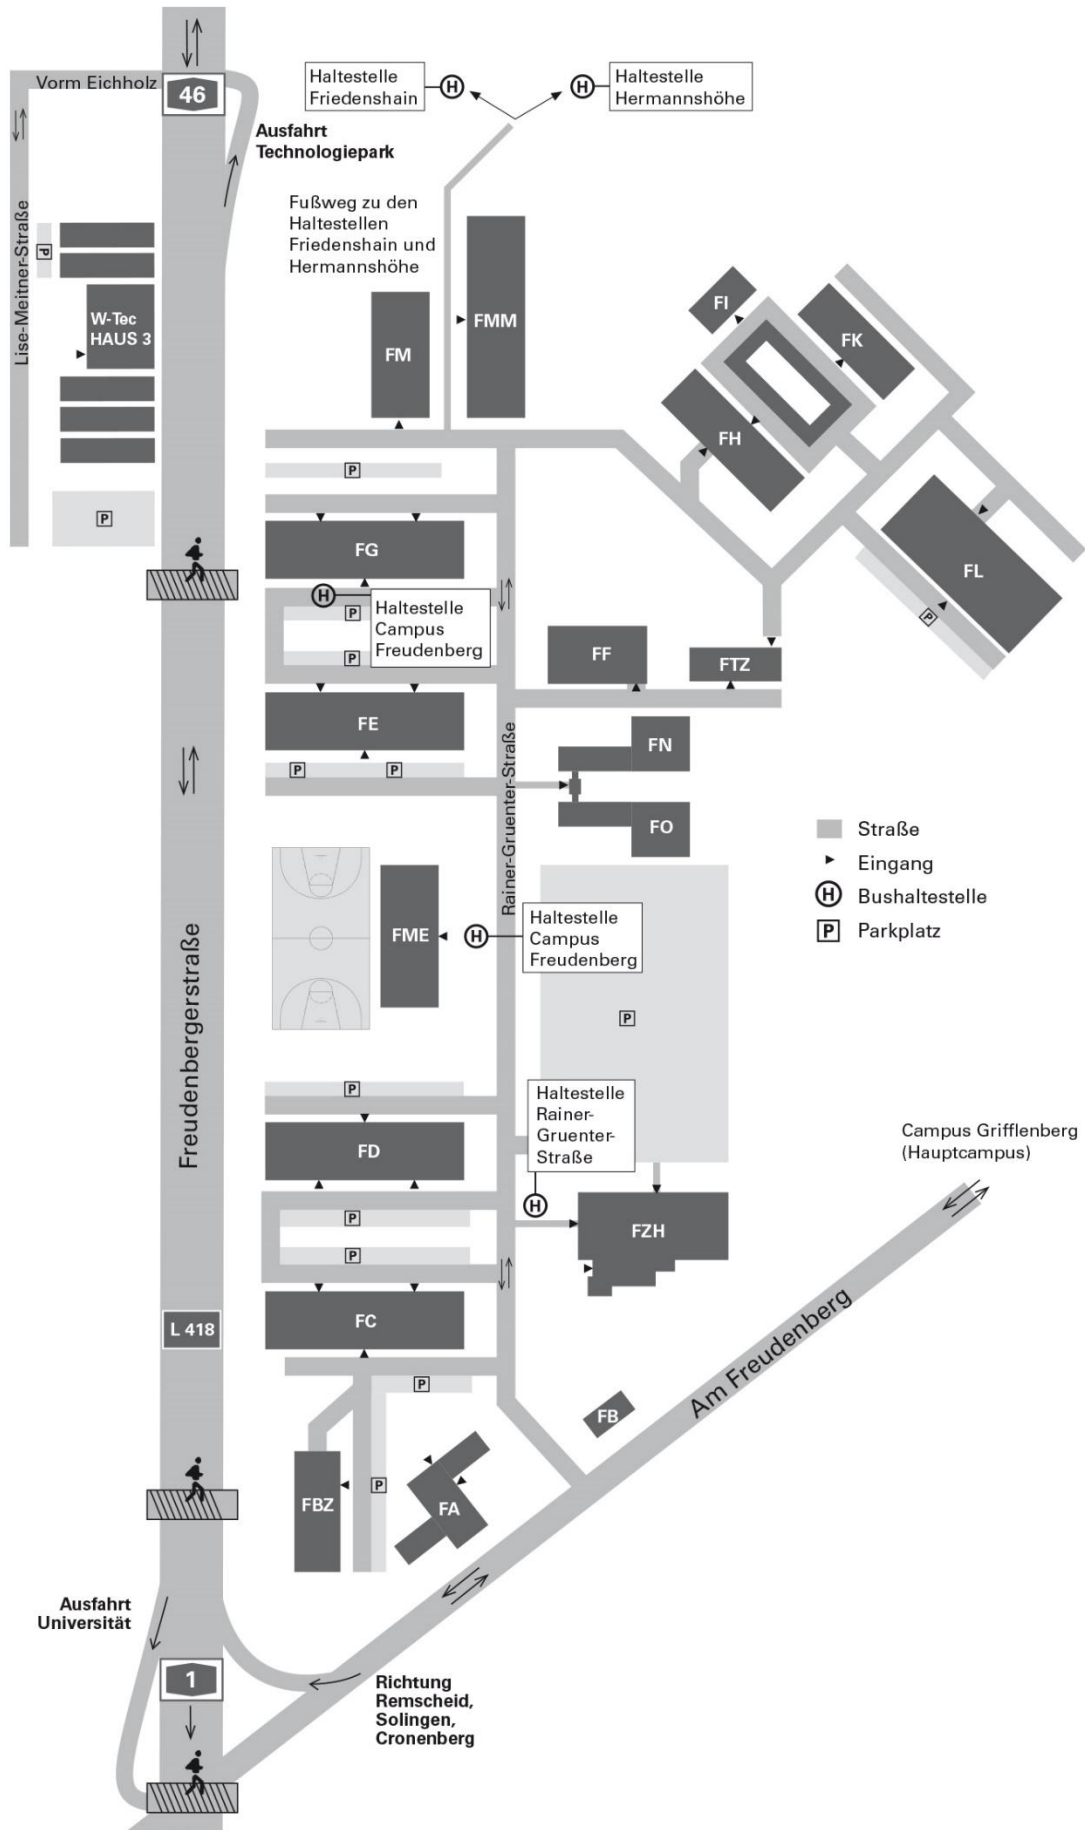 Vorm Eichholz
46
Haltestelle
Friedenshain
H
H
Haltestelle
Hermannshöhe
Ausfahrt
Technologiepark
Lise-Meitner-Straße
P
W-Tec
HAUS 3
P
Fußweg zu den
Haltestellen
Friedenshain und
Hermannshöhe
FM
FMM
FI
FK
FH
FL
P
P
FG
H
Haltestelle
Campus
Freudenberg
P
P
FF
FTZ
FE
P
P
FN
FO
Rainer-Gruenter-Straße
Straße
Eingang
H
Bushaltestelle
P
Parkplatz
FME
H
Haltestelle
Campus
Freudenberg
P
Freudenbergerstraße
P
FD
Haltestelle
Rainer-
Gruenter-
Straße
H
P
P
FZH
Campus Grifflenberg
(Hauptcampus)
L 418
FC
P
FB
Am Freudenberg
FBZ
P
FA
Ausfahrt
Universität
1
Richtung
Remscheid,
Solingen,
Cronenberg